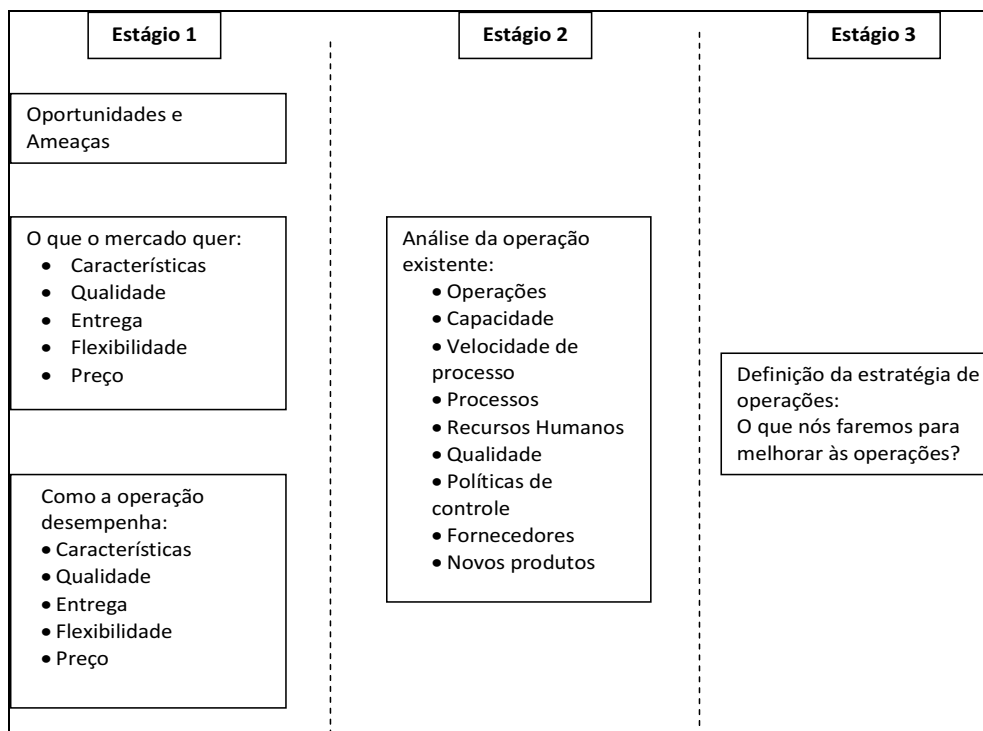 Estágio 1
Estágio 2
Estágio 3
Oportunidades e
Ameaças
O que o mercado quer:
• Características
• Qualidade
• Entrega
• Flexibilidade
• Preço
Como a operação
desempenha:
• Características
• Qualidade
• Entrega
• Flexibilidade
• Preço
Análise da operação
existente:
• Operações
• Capacidade
• Velocidade de
processo
• Processos
• Recursos Humanos
• Qualidade
• Políticas de
controle
• Fornecedores
• Novos produtos
Definição da estratégia de
operações:
O que nós faremos para
melhorar às operações?